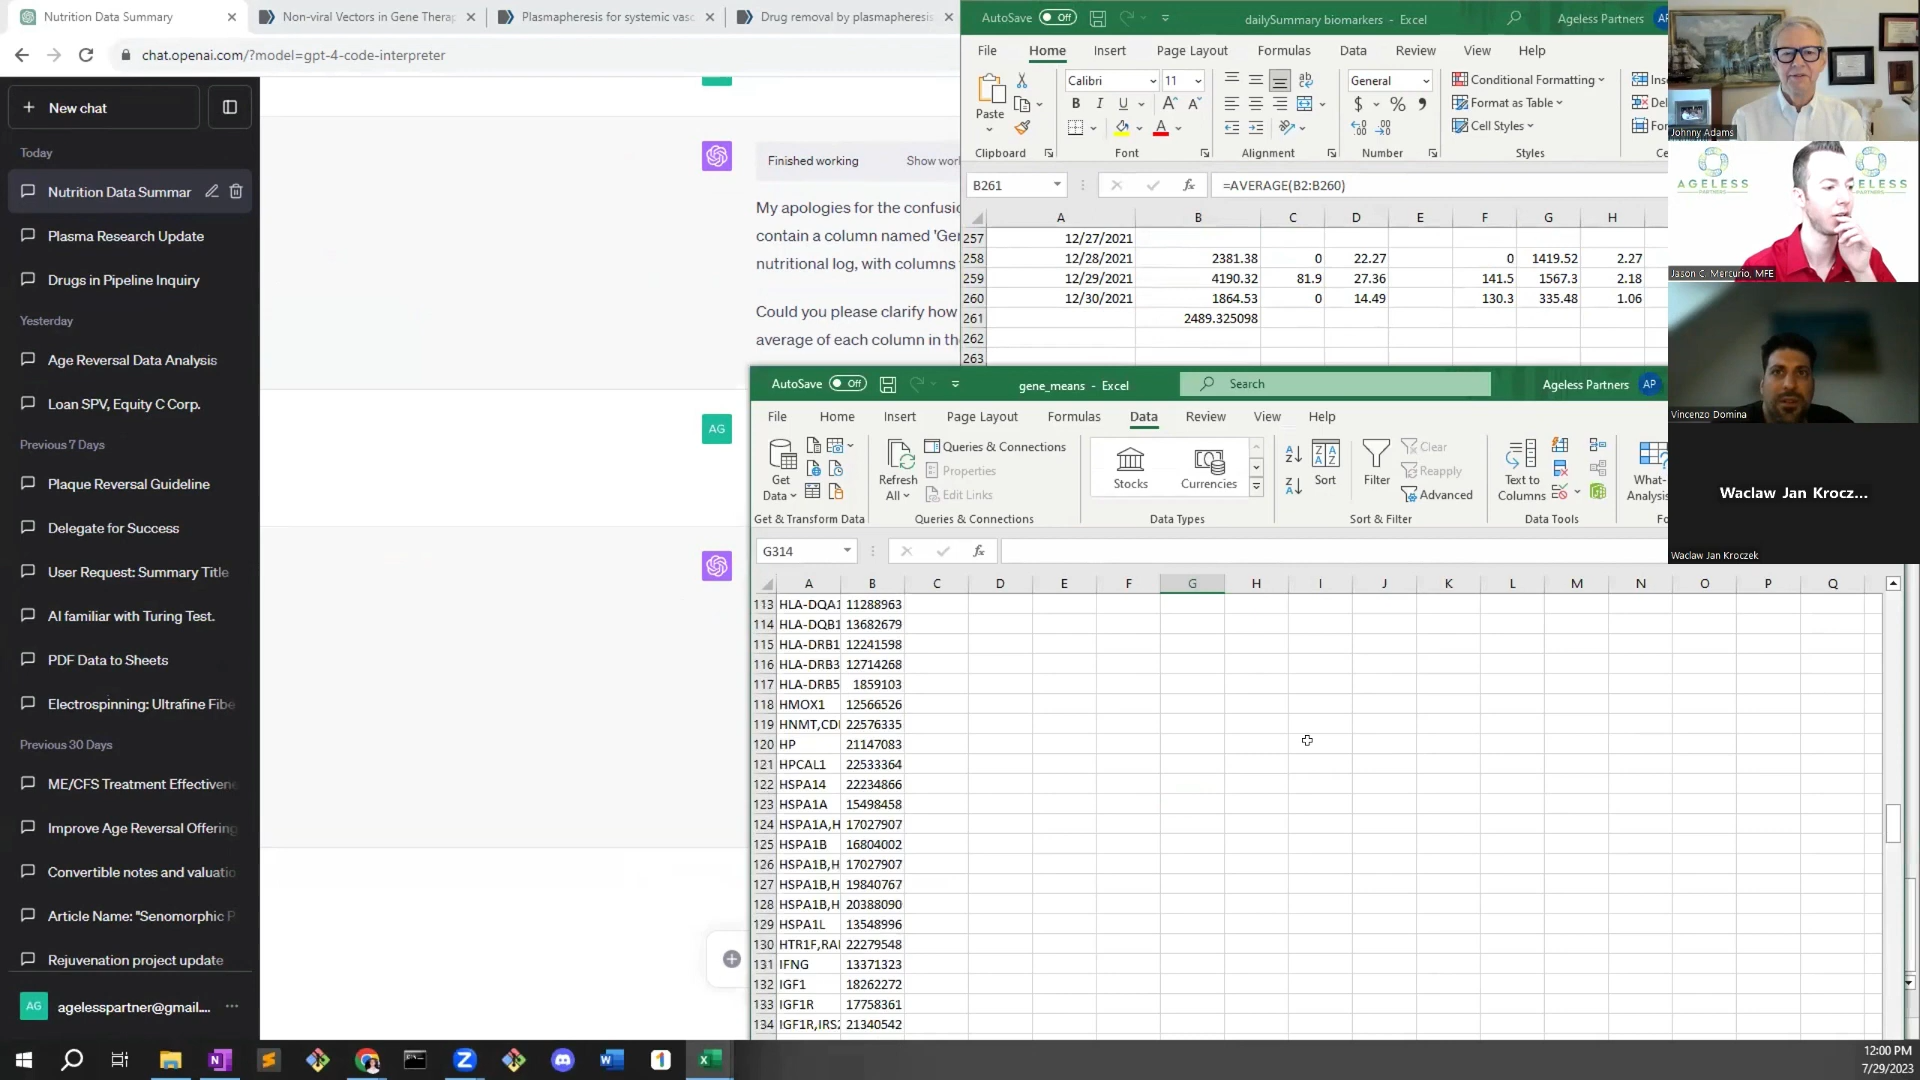 Nutrition Data Summary
Non-viral Vectors in Gene Therap
Plasmapheresis for systemic vasc
Drug removal by plasmapheresis
chat.openai.com/?model=gpt-4-code-interpreter
New chat
Today
Nutrition Data Summar
Plasma Research Update
Drugs in Pipeline Inquiry
Yesterday
Age Reversal Data Analysis
Loan SPV, Equity C Corp.
Previous 7 Days
Plaque Reversal Guideline
Delegate for Success
User Request: Summary Title
AI familiar with Turing Test.
PDF Data to Sheets
Electrospinning: Ultrafine Fibe
Previous 30 Days
ME/CFS Treatment Effectivene
Improve Age Reversal Offering
Convertible notes and valuatio
Article Name: "Senomorphic P
Rejuvenation project update
AG agelesspartner@gmail....
Finished working Show work
My apologies for the confusio
contain a column named 'Ge
nutritional log, with columns
Could you please clarify how
average of each column in the
AG
AutoSave Off dailySummary biomarkers - Excel Ageless Partners AP
File Home Insert Page Layout Formulas Data Review View Help
Paste Calibri 11 General Conditional Formatting Ins
B I U Format as Table Del
Cell Styles For
Clipboard Font Alignment Number Styles Ce
B261 fx =AVERAGE(B2:B260)
A B C D E F G H
257 12/27/2021
258 12/28/2021 2381.38 0 22.27 0 1419.52 2.27
259 12/29/2021 4190.32 81.9 27.36 141.5 1567.3 2.18
260 12/30/2021 1864.53 0 14.49 130.3 335.48 1.06
261 2489.325098
262
263
AutoSave Off gene_means - Excel Search Ageless Partners AP
File Home Insert Page Layout Formulas Data Review View Help
Get Data Refresh All Queries & Connections Stocks Currencies Sort Filter Clear Text to Columns What-
Properties Reapply Analysis
Edit Links Advanced
Get & Transform Data Queries & Connections Data Types Sort & Filter Data Tools Fo
G314 fx
A B C D E F G H I J K L M N O P Q
113 HLA-DQA1 11288963
114 HLA-DQB1 13682679
115 HLA-DRB1 12241598
116 HLA-DRB3 12714268
117 HLA-DRB5 1859103
118 HMOX1 12566526
119 HNMT,CD 22576335
120 HP 21147083
121 HPCAL1 22533364
122 HSPA14 22234866
123 HSPA1A 15498458
124 HSPA1A,H 17027907
125 HSPA1B 16804002
126 HSPA1B,H 17027907
127 HSPA1B,H 19840767
128 HSPA1B,H 20388090
129 HSPA1L 13548996
130 HTR1F,RA 22279548
131 IFNG 13371323
132 IGF1 18262272
133 IGF1R 17758361
134 IGF1R,IRS2 21340542
Johnny Adams
AGELESS
PARTNERS
Jason C. Mercurio, MFE
Vincenzo Domina
Waclaw Jan Krocz...
Waclaw Jan Kroczek
12:00 PM
7/29/2023